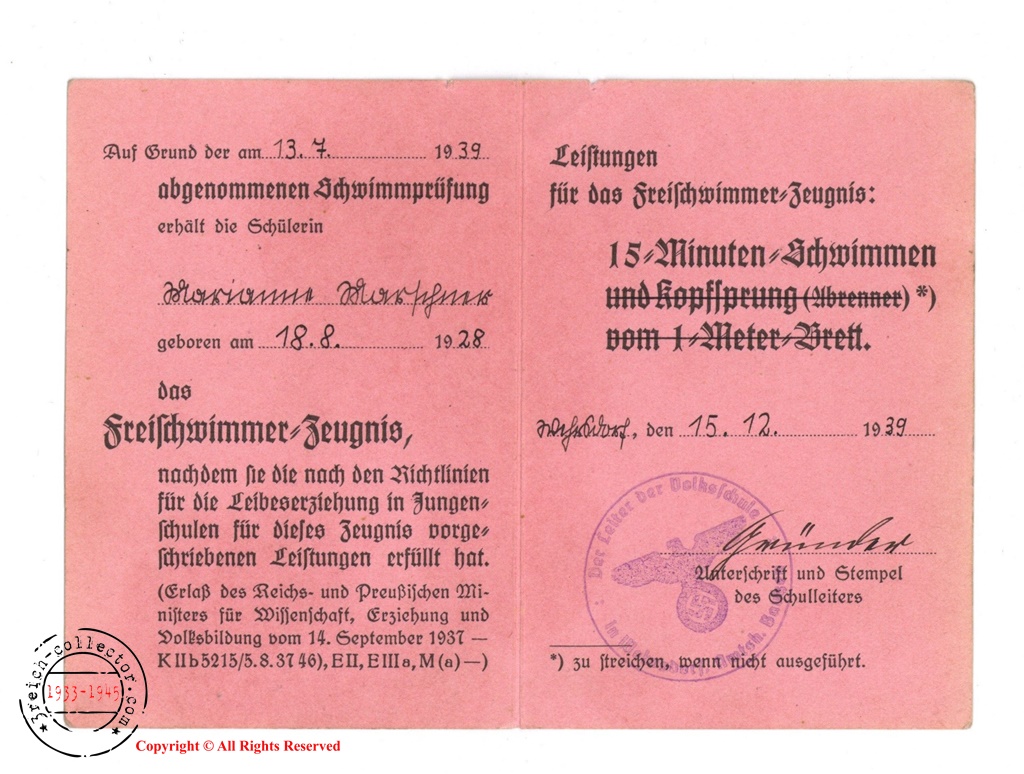 Auf Grund der am 13. 7. 1939
abgenommenen Schwimmprüfung
erhält die Schülerin
Marianne Marschner
geboren am 18. 8. 1928
das
Freischwimmer-Zeugnis,
nachdem sie die nach den Richtlinien
für die Leibeserziehung in Jungen-
schulen für dieses Zeugnis vorge-
schriebenen Leistungen erfüllt hat.
(Erlaß des Reichs- und Preußischen Mi-
nisters für Wissenschaft, Erziehung und
Volksbildung vom 14. September 1937 —
K II b 5215/5.8.37 46), E II, E III a, M (a) —)
Leistungen
für das Freischwimmer-Zeugnis:
15-Minuten-Schwimmen
und Kopfsprung (Abrenner) *)
vom 1-Meter-Brett.
Wehrsdorf, den 15. 12. 1939
Der Leiter der Volksschule
Gründer
Unterschrift und Stempel
des Schulleiters
*) zu streichen, wenn nicht ausgeführt.
3reich-collector.com
1933-1945
Copyright © All Rights Reserved